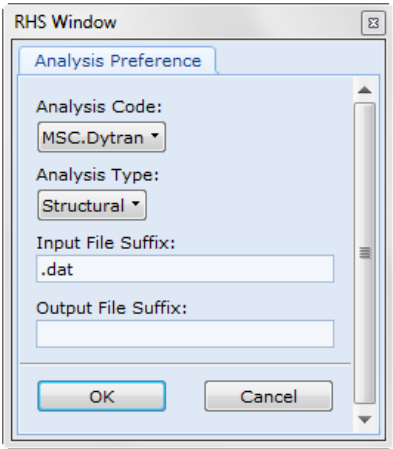 RHS Window
Analysis Preference
Analysis Code:
MSC.Dytran
Analysis Type:
Structural
Input File Suffix:
.dat
Output File Suffix:
OK Cancel